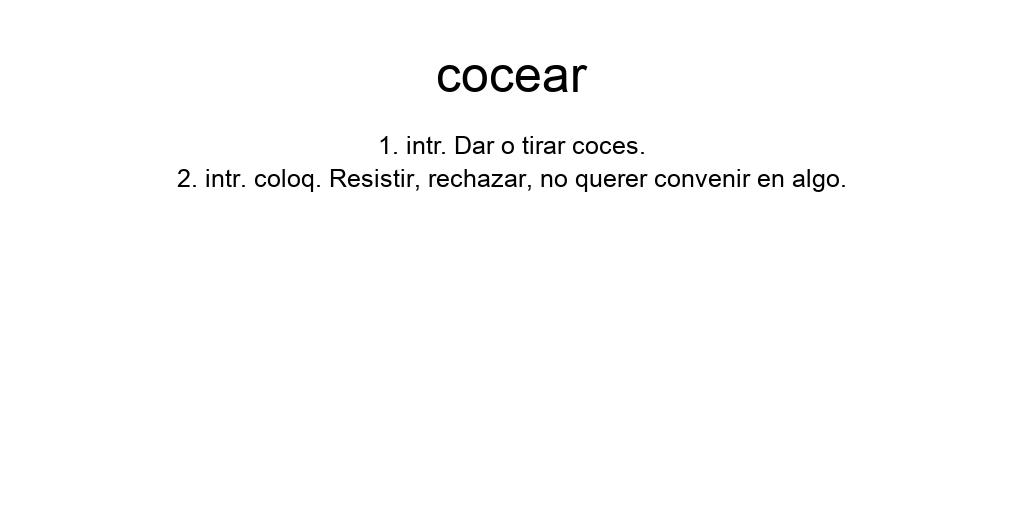 cocear
1. intr. Dar o tirar coces.
2. intr. coloq. Resistir, rechazar, no querer convenir en algo.